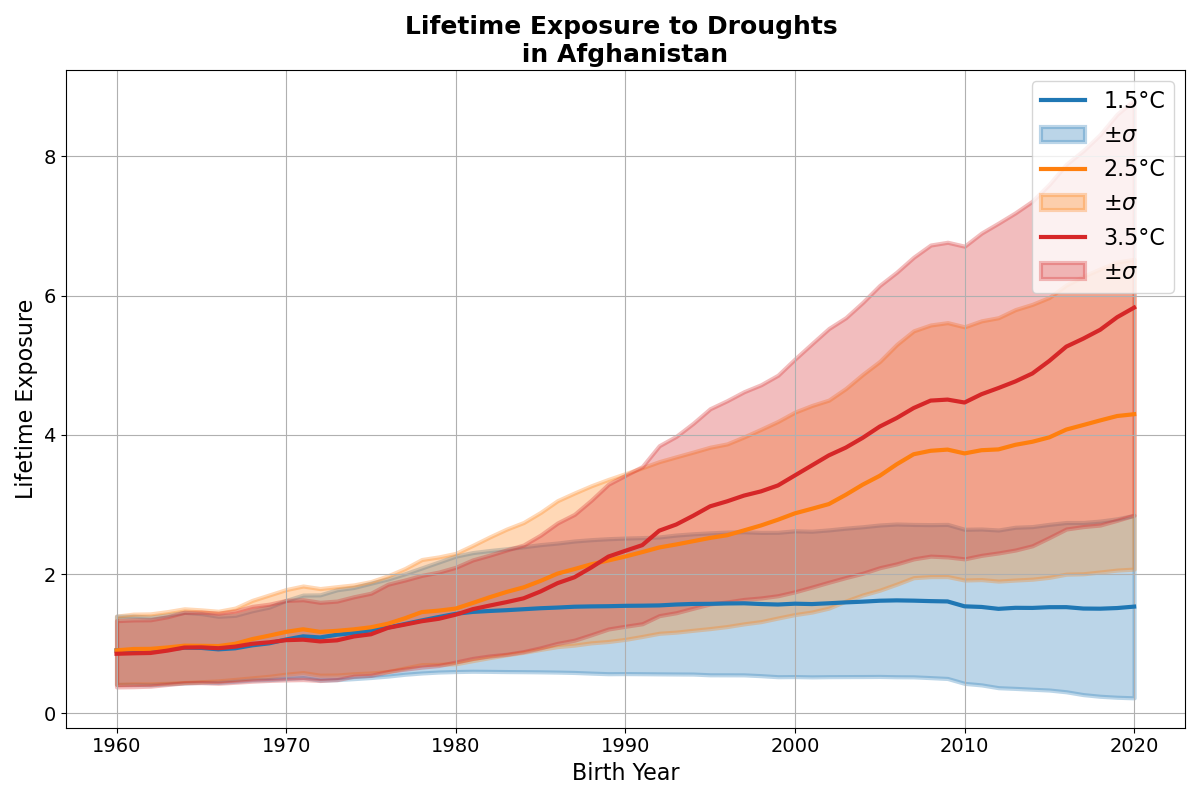 Lifetime Exposure to Droughts
in Afghanistan
Lifetime Exposure
8
6
4
2
0
1960 1970 1980 1990 2000 2010 2020
Birth Year
1.5°C
±σ
2.5°C
±σ
3.5°C
±σ